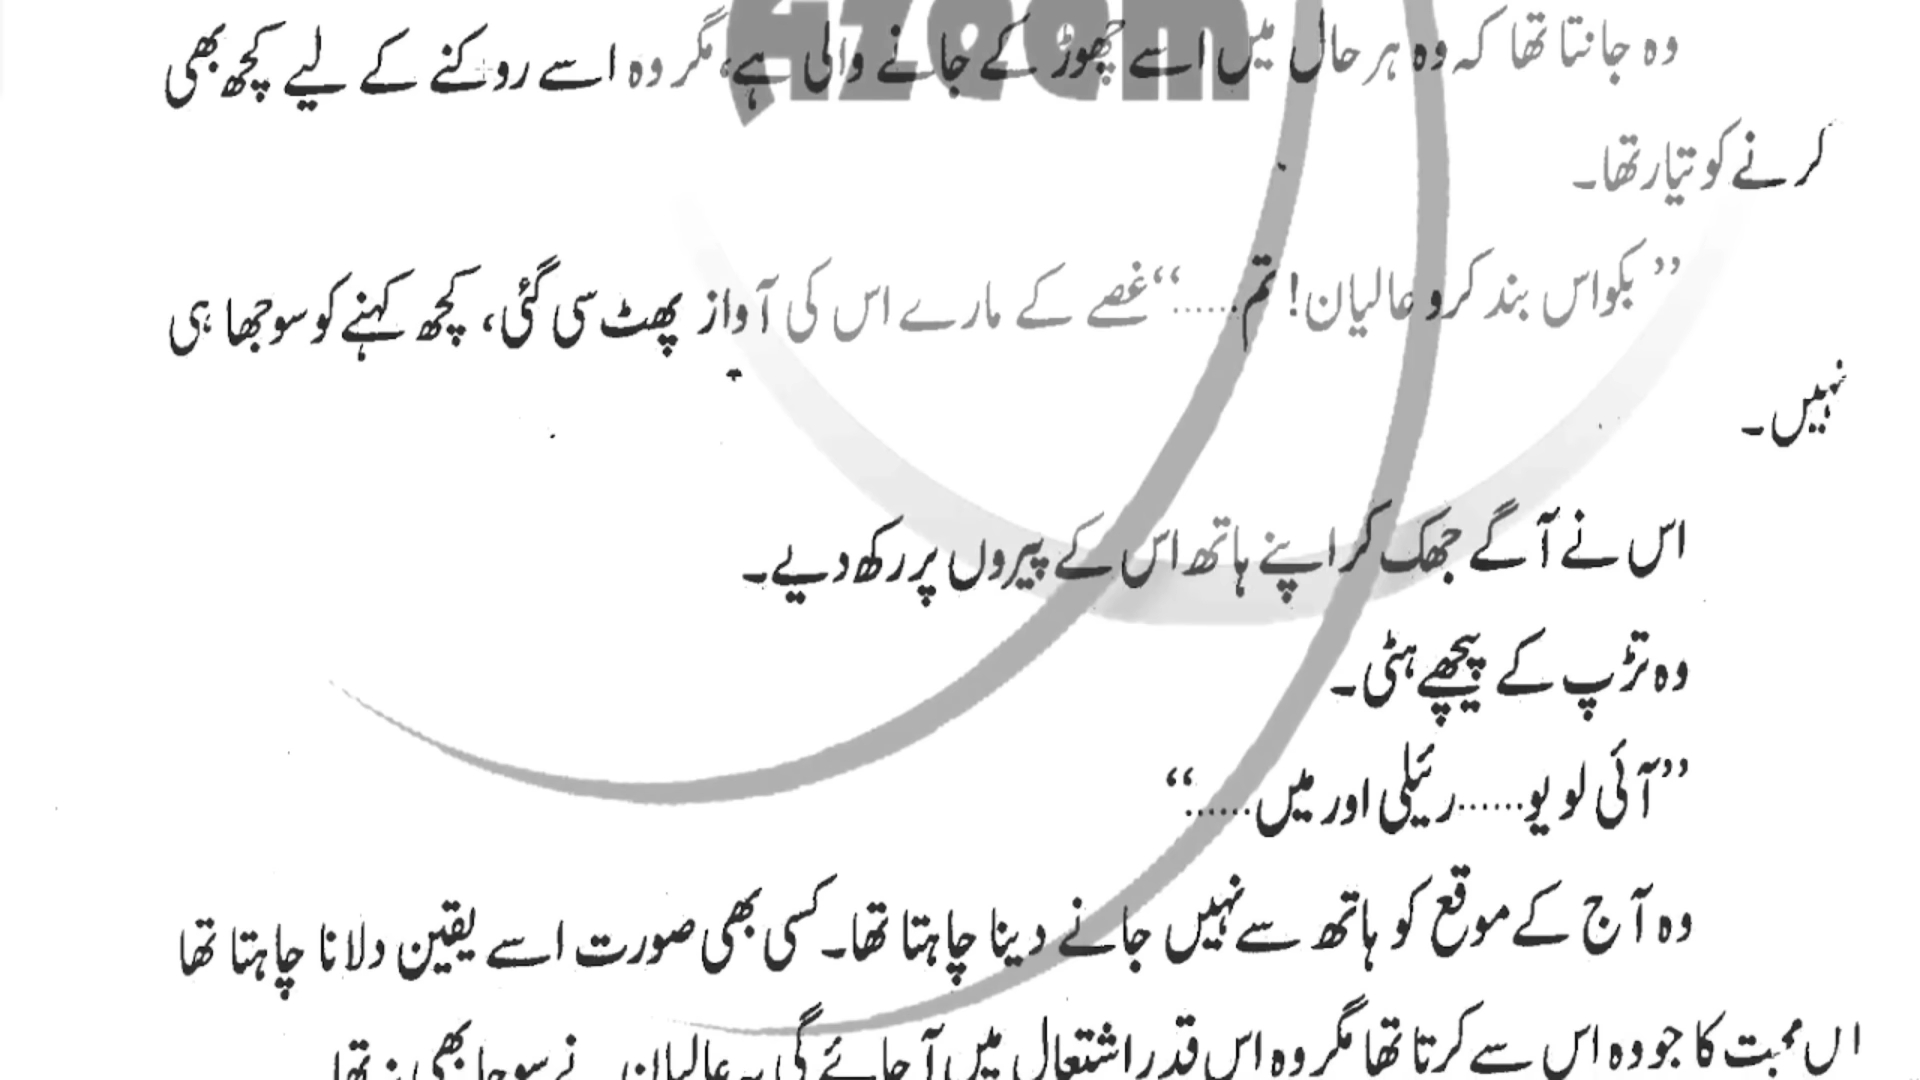 Azeem
وہ جانتا تھا کہ وہ ہر حال میں اسے چھوڑ کے جانے والی ہے، مگر وہ اسے روکنے کے لیے کچھ بھی
کرنے کو تیار تھا۔
”بکواس بند کرو عالیان! تم......“ غصے کے مارے اس کی آواز پھٹ سی گئی، کچھ کہنے کو سوجھا ہی
نہیں۔
اس نے آگے جھک کر اپنے ہاتھ اس کے پیروں پر رکھ دیے۔
وہ تڑپ کے پیچھے ہٹی۔
”آئی لو یو......رئیلی اور میں......“
وہ آج کے موقع کو ہاتھ سے نہیں جانے دینا چاہتا تھا۔ کسی بھی صورت اسے یقین دلانا چاہتا تھا
اس محبت کا جو وہ اس سے کرتا تھا مگر وہ اس قدر اشتعال میں آ جائے گی یہ عالیان نے سوچا بھی نہ تھا